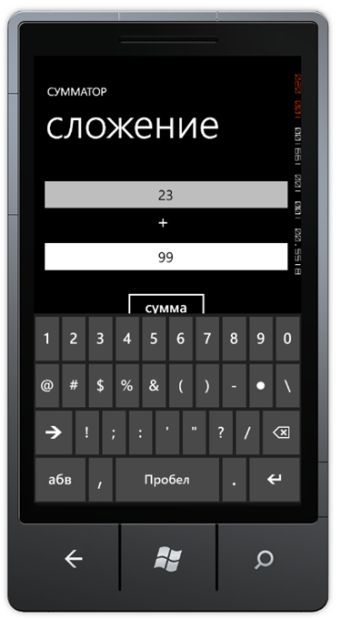 СУММАТОР
сложение
23
+
99
сумма
1 2 3 4 5 6 7 8 9 0
@ # $ % & ( ) - ● \
➔ ! ; : ' " ? / ⌫
абв , Пробел . ↵